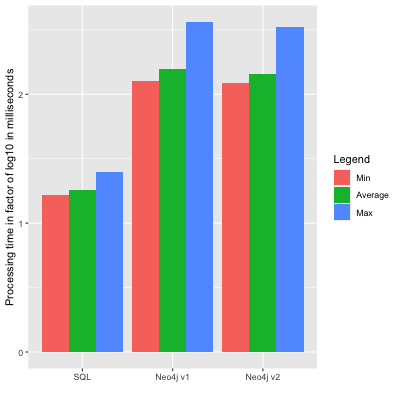 Processing time in factor of log10 in milliseconds
2
1
0
SQL
Neo4j v1
Neo4j v2
Legend
Min
Average
Max